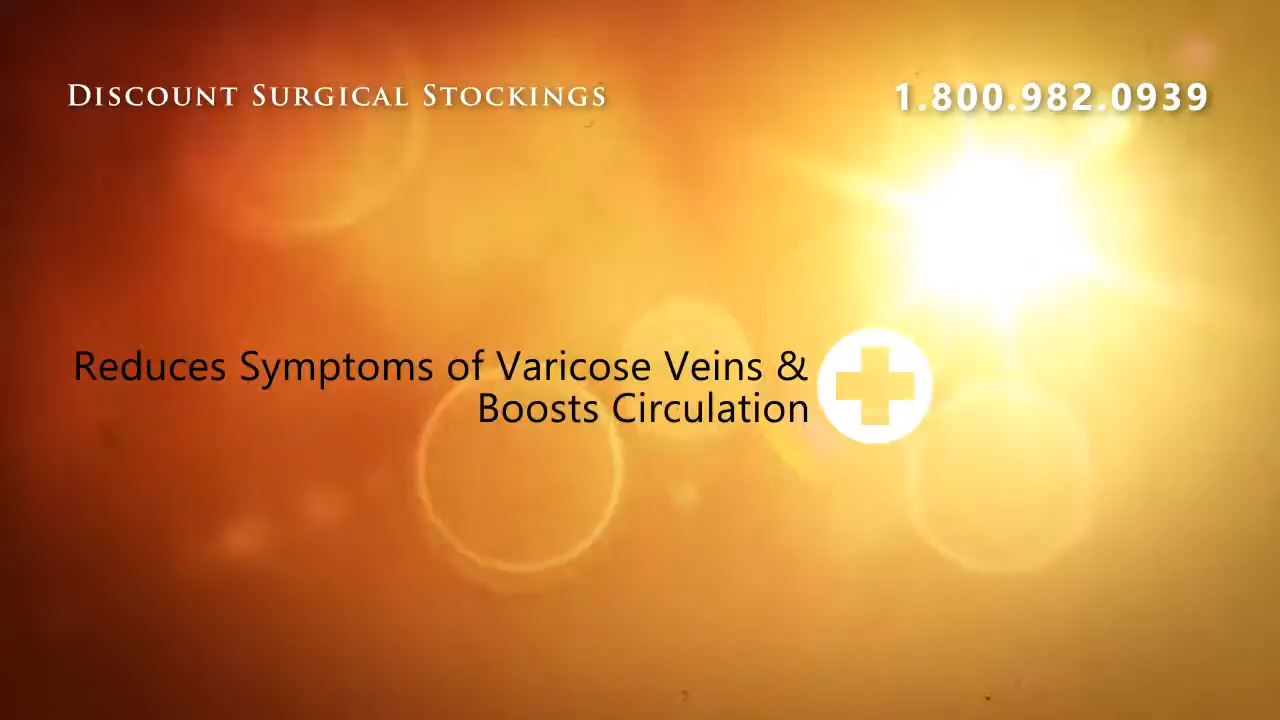 Discount Surgical Stockings
1.800.982.0939
Reduces Symptoms of Varicose Veins &
Boosts Circulation